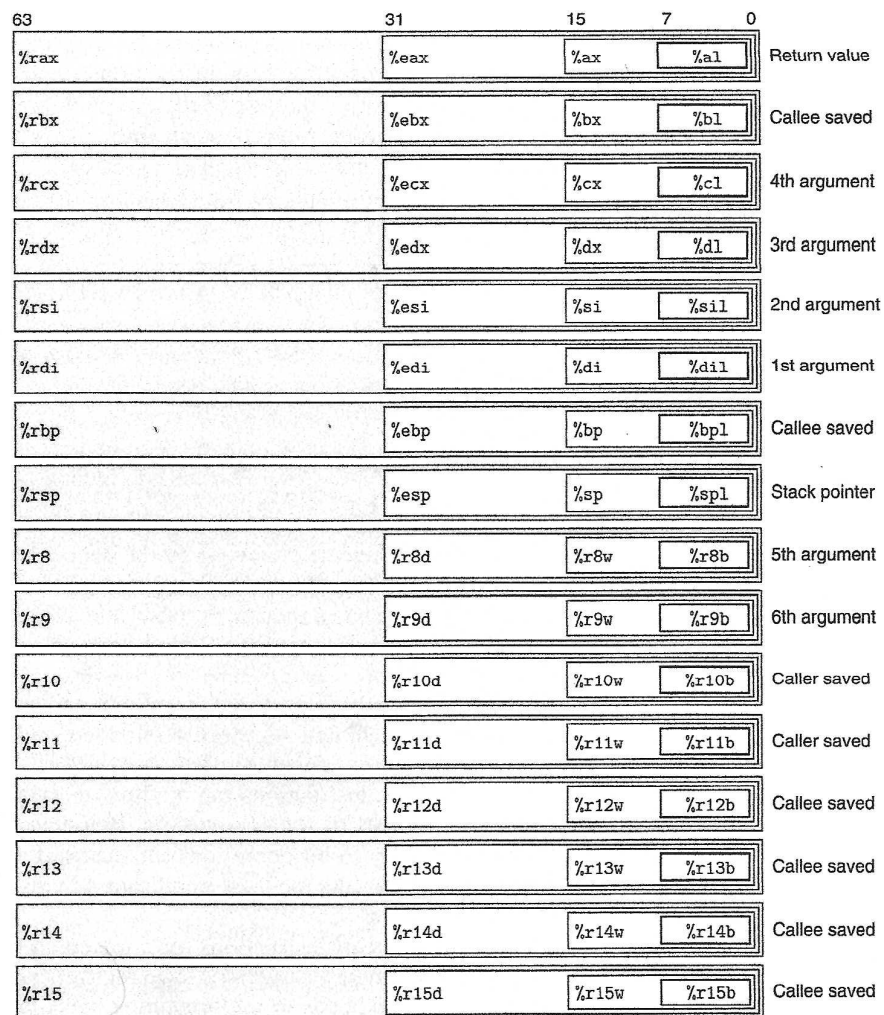 63 31 15 7 0
%rax %eax %ax %al Return value
%rbx %ebx %bx %bl Callee saved
%rcx %ecx %cx %cl 4th argument
%rdx %edx %dx %dl 3rd argument
%rsi %esi %si %sil 2nd argument
%rdi %edi %di %dil 1st argument
%rbp %ebp %bp %bpl Callee saved
%rsp %esp %sp %spl Stack pointer
%r8 %r8d %r8w %r8b 5th argument
%r9 %r9d %r9w %r9b 6th argument
%r10 %r10d %r10w %r10b Caller saved
%r11 %r11d %r11w %r11b Caller saved
%r12 %r12d %r12w %r12b Callee saved
%r13 %r13d %r13w %r13b Callee saved
%r14 %r14d %r14w %r14b Callee saved
%r15 %r15d %r15w %r15b Callee saved